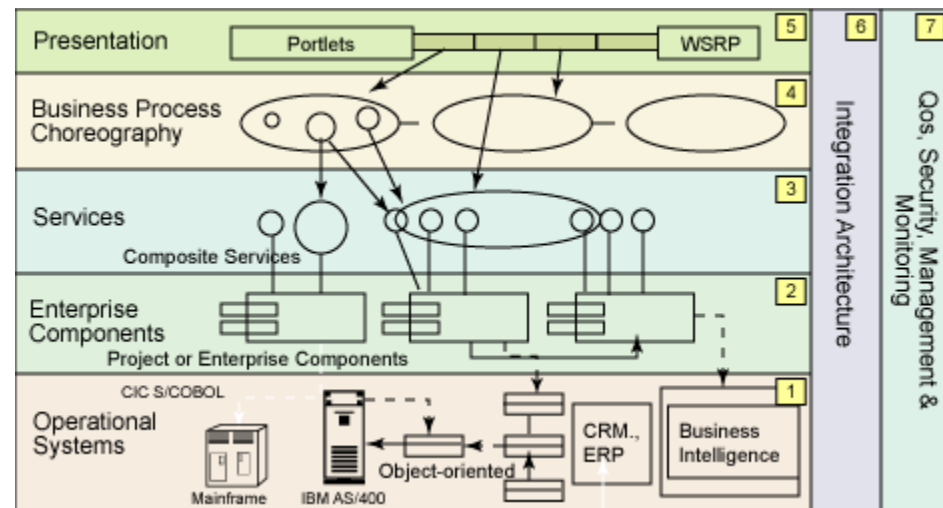 Presentation
Portlets
WSRP
5
Business Process
Choreography
4
Services
Composite Services
3
Enterprise
Components
Project or Enterprise Components
2
CIC S/COBOL
Operational
Systems
Mainframe
IBM AS/400
Object-oriented
CRM.,
ERP
Business
Intelligence
1
6
Integration Architecture
7
Qos, Security, Management &
Monitoring